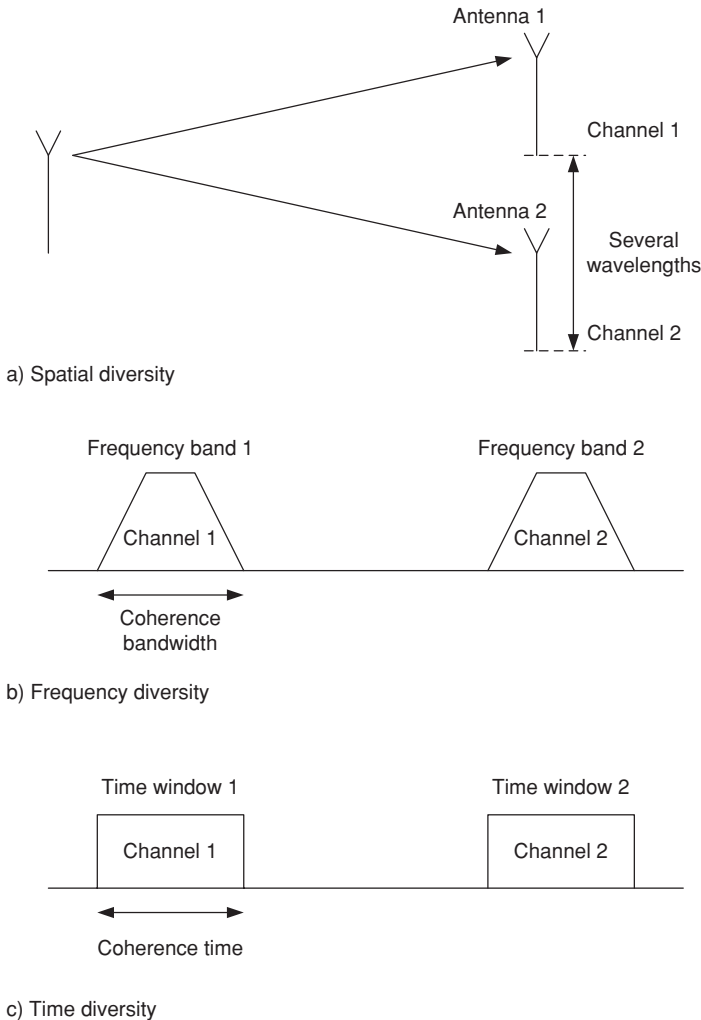 Antenna 1
Channel 1
Antenna 2
Several
wavelengths
Channel 2
a) Spatial diversity
Frequency band 1
Frequency band 2
Channel 1
Channel 2
Coherence
bandwidth
b) Frequency diversity
Time window 1
Time window 2
Channel 1
Channel 2
Coherence time
c) Time diversity